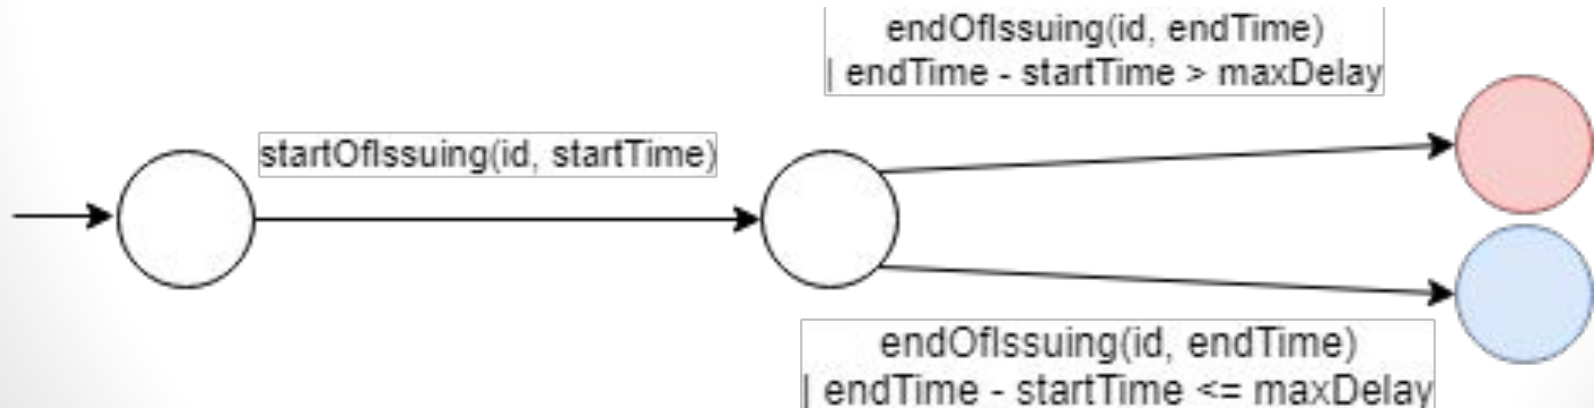 endOfIssuing(id, endTime)
| endTime - startTime > maxDelay
startOfIssuing(id, startTime)
endOfIssuing(id, endTime)
| endTime - startTime <= maxDelay